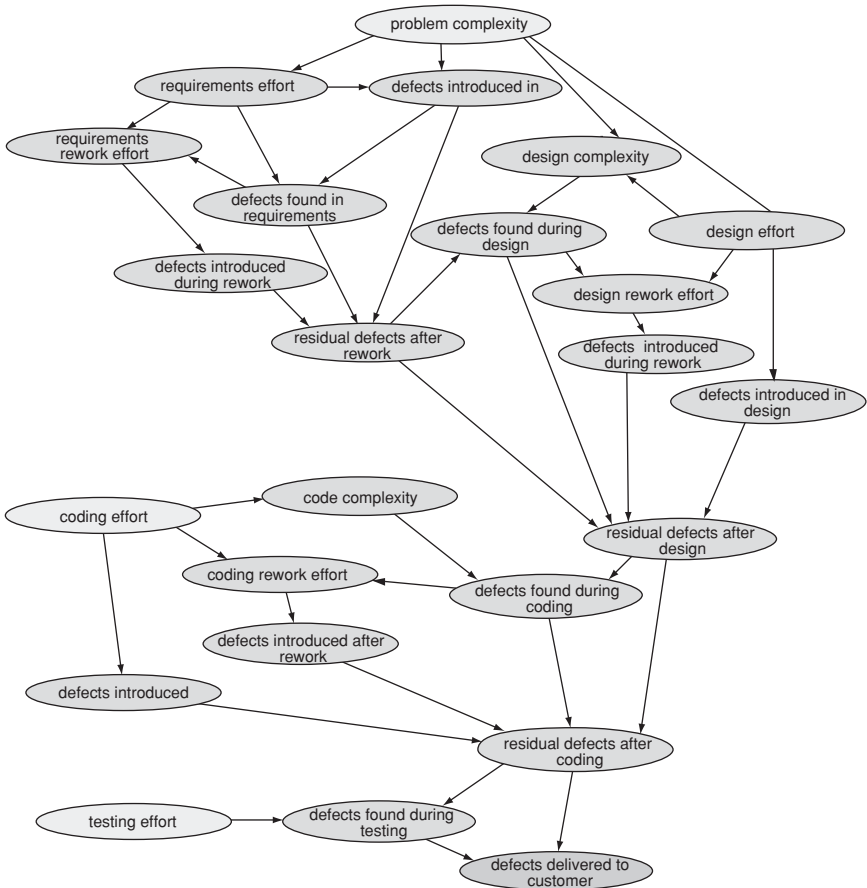 problem complexity
requirements effort
defects introduced in
requirements
rework effort
design complexity
defects found in
requirements
defects found during
design
design effort
defects introduced
during rework
design rework effort
residual defects after
rework
defects introduced
during rework
defects introduced in
design
code complexity
coding effort
residual defects after
design
coding rework effort
defects found during
coding
defects introduced after
rework
defects introduced
residual defects after
coding
testing effort
defects found during
testing
defects delivered to
customer